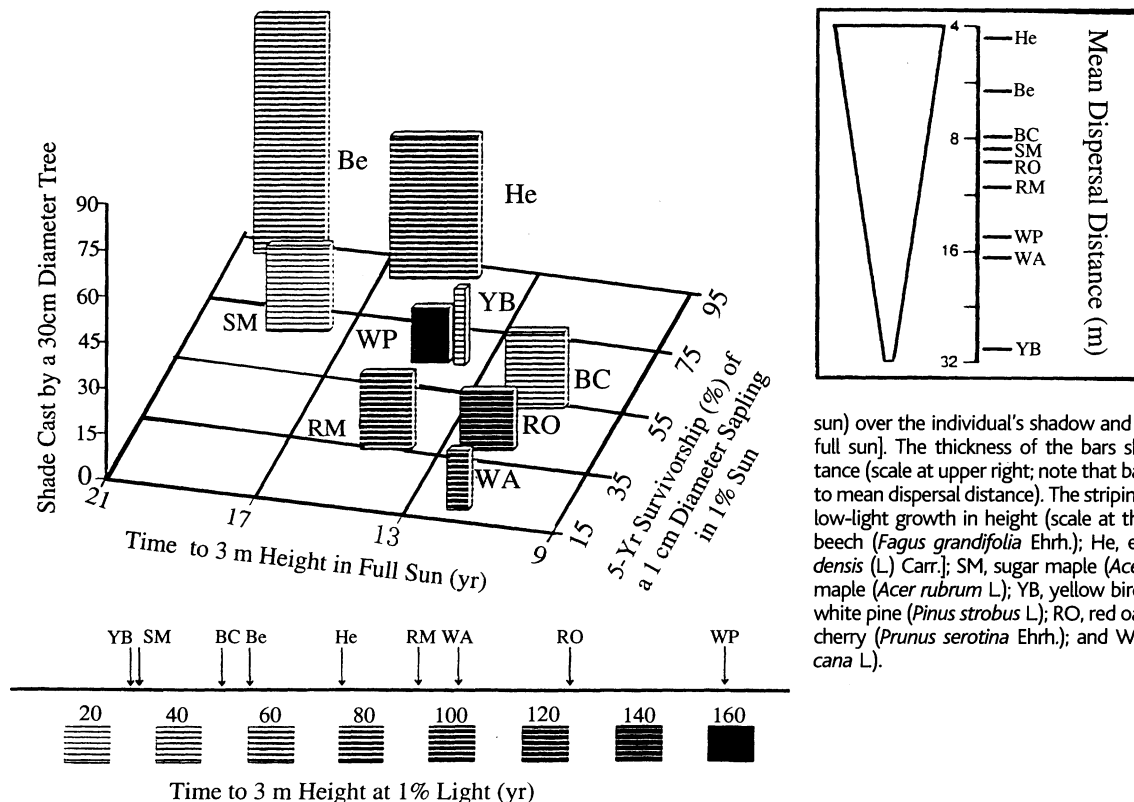 Shade Cast by a 30cm Diameter Tree
90
75
60
45
30
15
0
Be
He
SM
WP
YB
BC
RM
RO
WA
21
17
13
9
Time to 3 m Height in Full Sun (yr)
95
75
55
35
15
5-Yr Survivorship (%) of
a 1 cm Diameter Sapling
in 1% Sun
4
8
16
32
He
Be
BC
SM
RO
RM
WP
WA
YB
Mean Dispersal Distance (m)
sun) over the individual's shadow and
full sun]. The thickness of the bars
tance (scale at upper right; note that
to mean dispersal distance). The
low-light growth in height (scale at
beech (Fagus grandifolia Ehrh.); He,
densis (L) Carr.]; SM, sugar maple
maple (Acer rubrum L); YB, yellow
white pine (Pinus strobus L); RO, red
cherry (Prunus serotina Ehrh.); and
cana L).
YB SM BC Be He RM WA RO WP
20 40 60 80 100 120 140 160
Time to 3 m Height at 1% Light (yr)